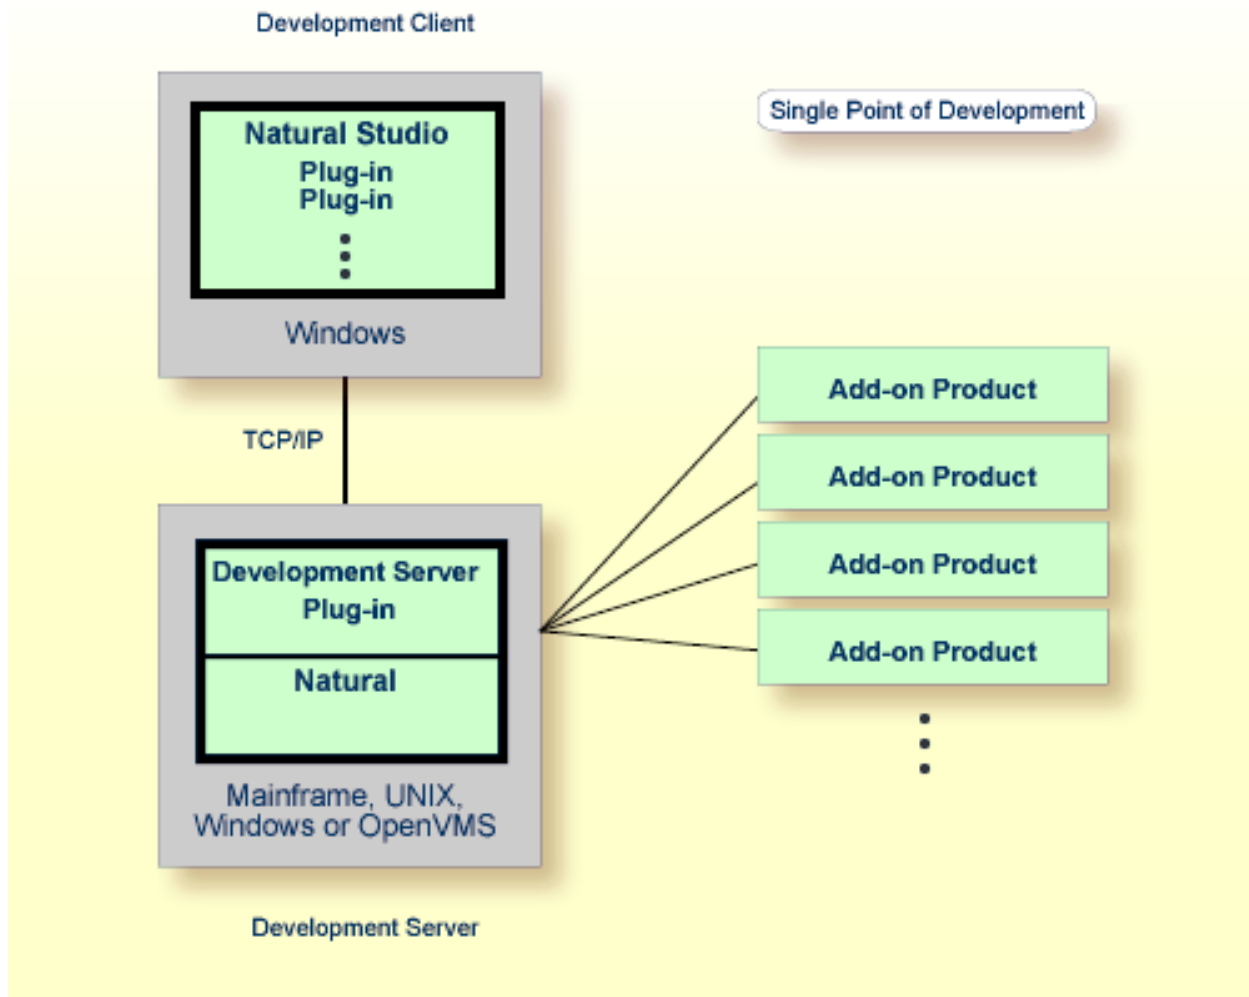 Development Client
Single Point of Development
Natural Studio
Plug-in
Plug-in
Windows
TCP/IP
Add-on Product
Add-on Product
Add-on Product
Add-on Product
Development Server
Plug-in
Natural
Mainframe, UNIX,
Windows or OpenVMS
Development Server